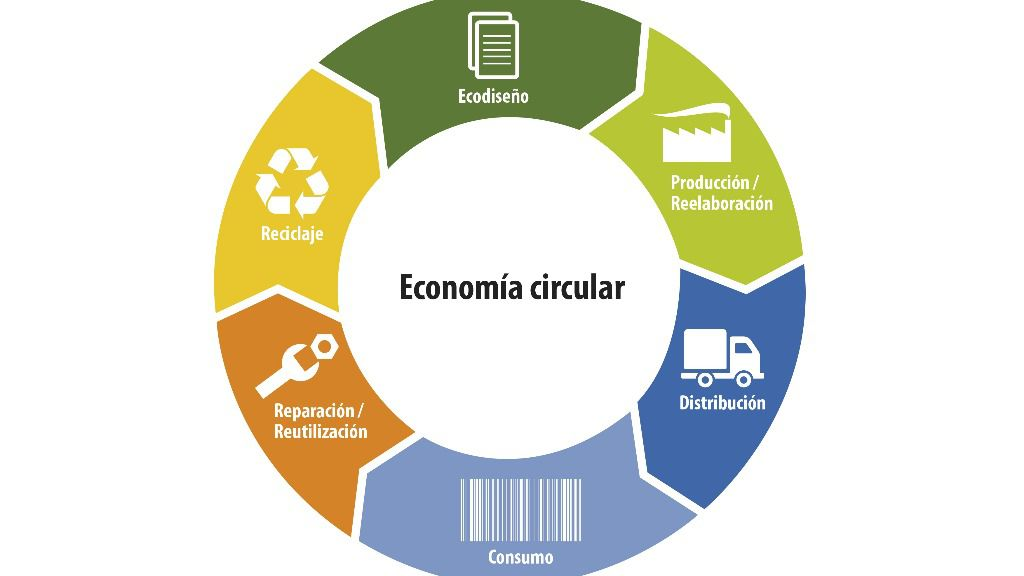 Ecodiseño
Producción /
Reelaboración
Distribución
Consumo
Reparación /
Reutilización
Reciclaje
Economía circular